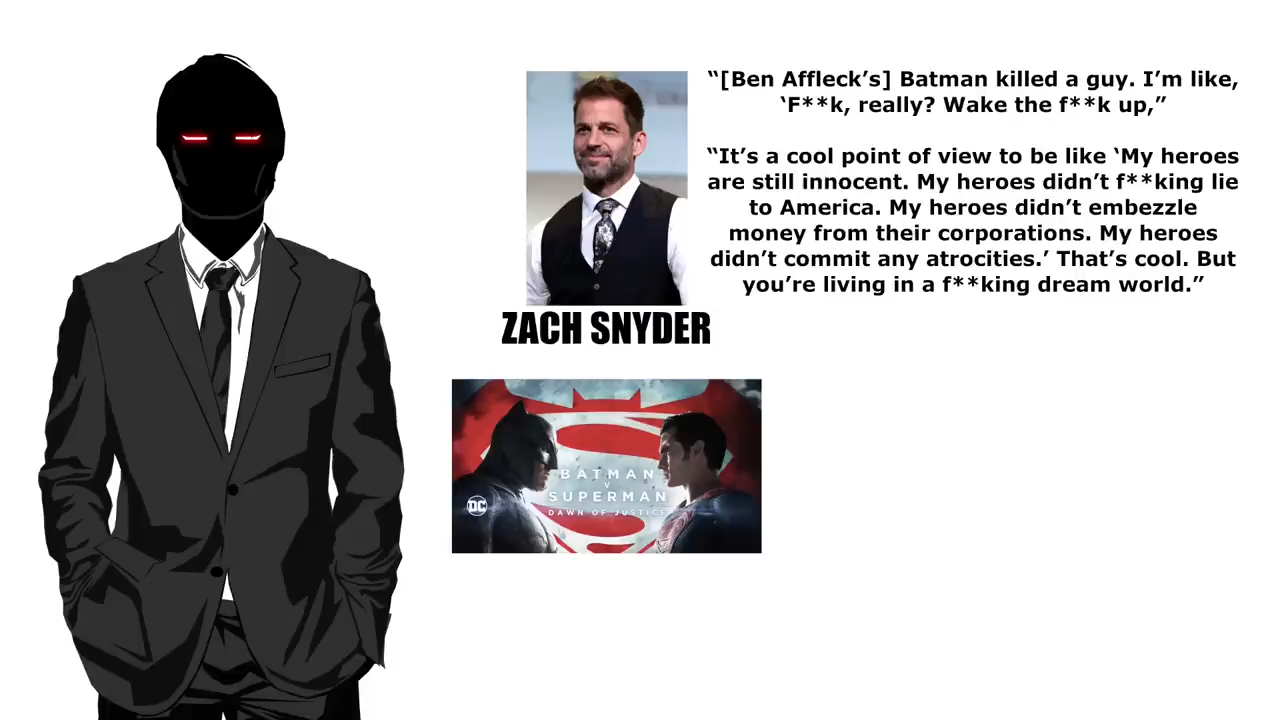 “[Ben Affleck’s] Batman killed a guy. I’m like,
‘F**k, really? Wake the f**k up,”
“It’s a cool point of view to be like ‘My heroes
are still innocent. My heroes didn’t f**king lie
to America. My heroes didn’t embezzle
money from their corporations. My heroes
didn’t commit any atrocities.’ That’s cool. But
you’re living in a f**king dream world.”
ZACH SNYDER
BATMAN
V
SUPERMAN
DAWN OF JUSTICE
DC